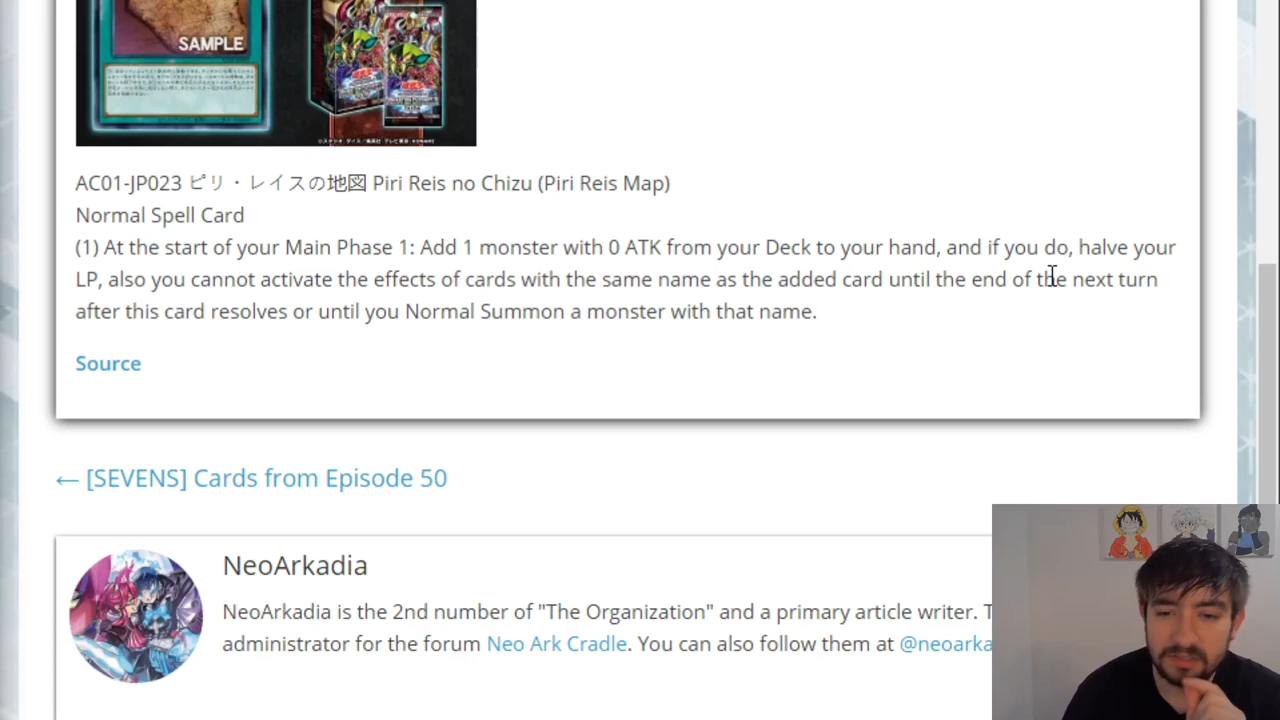 SAMPLE
AC01-JP023 ピリ・レイスの地図 Piri Reis no Chizu (Piri Reis Map)
Normal Spell Card
(1) At the start of your Main Phase 1: Add 1 monster with 0 ATK from your Deck to your hand, and if you do, halve your
LP, also you cannot activate the effects of cards with the same name as the added card until the end of the next turn
after this card resolves or until you Normal Summon a monster with that name.
Source
← [SEVENS] Cards from Episode 50
NeoArkadia
NeoArkadia is the 2nd number of "The Organization" and a primary article writer. T
administrator for the forum Neo Ark Cradle. You can also follow them at @neoarka